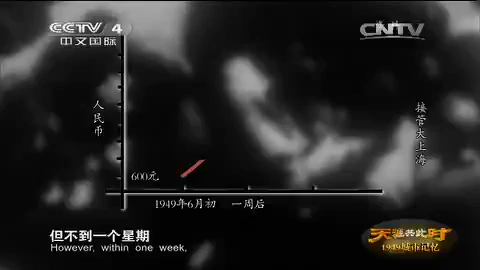 CCTV 4
中文国际
CNTV
人民币
接管大上海
600元
1949年6月初 一周后
但不到一个星期
However, within one week,
天涯共此时
1949城市记忆